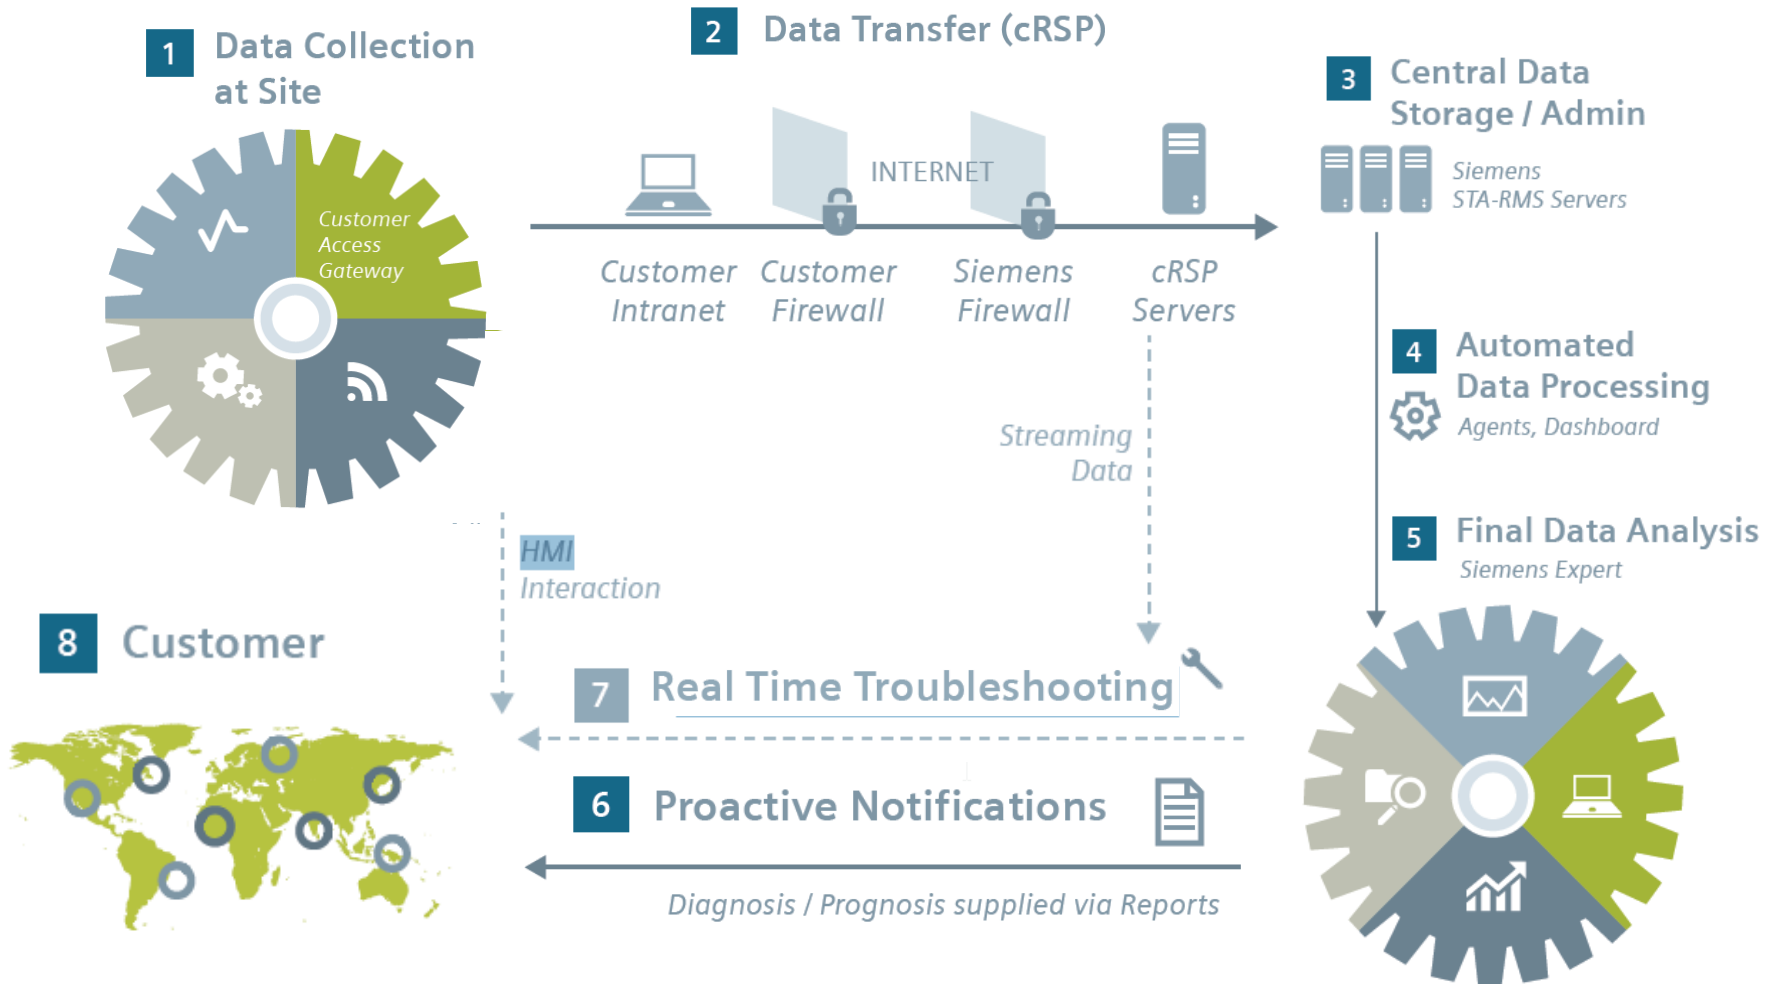 1
Data Collection
at Site
Customer
Access
Gateway
2
Data Transfer (cRSP)
INTERNET
Customer
Intranet
Customer
Firewall
Siemens
Firewall
cRSP
Servers
3
Central Data
Storage / Admin
Siemens
STA-RMS Servers
4
Automated
Data Processing
Agents, Dashboard
Streaming
Data
5
Final Data Analysis
Siemens Expert
HMI
Interaction
8
Customer
7
Real Time Troubleshooting
6
Proactive Notifications
Diagnosis / Prognosis supplied via Reports